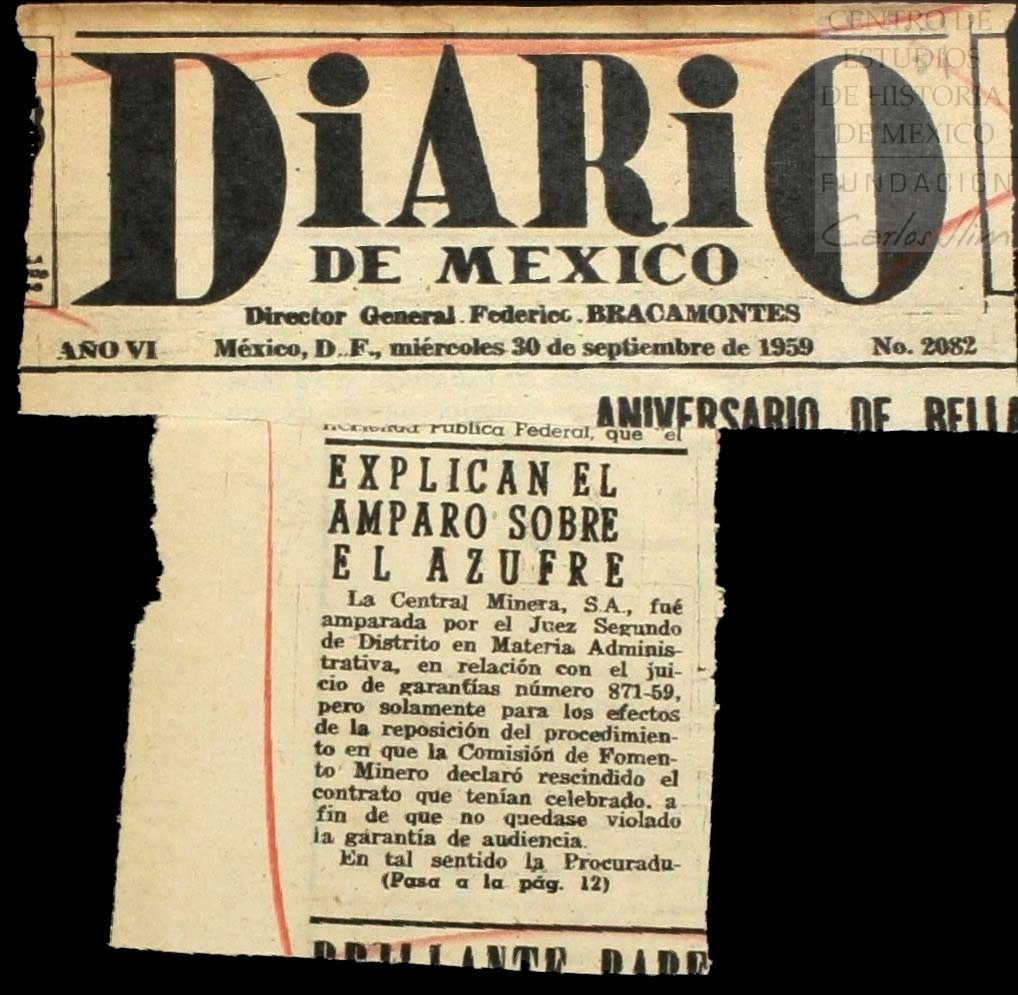 CENTRO DE
ESTUDIOS
DE HISTORIA
DE MEXICO
FUNDACION
Carlos Slim
DiARiO
DE MEXICO
Director General Federico BRACAMONTES
AÑO VI México, D. F., miércoles 30 de septiembre de 1959 No. 2082
ANIVERSARIO DE BELLA
Pública Federal, que "el
EXPLICAN EL
AMPARO SOBRE
EL AZUFRE
La Central Minera, S.A., fué
amparada por el Juez Segundo
de Distrito en Materia Adminis-
trativa, en relación con el jui-
cio de garantías número 871-59,
pero solamente para los efectos
de la reposición del procedimien-
to en que la Comisión de Fomen-
to Minero declaró rescindido el
contrato que tenían celebrado. a
fin de que no quedase violado
la garantía de audiencia.
En tal sentido la Procuradu-
(Pasa a la pág. 12)
BRILLANTE